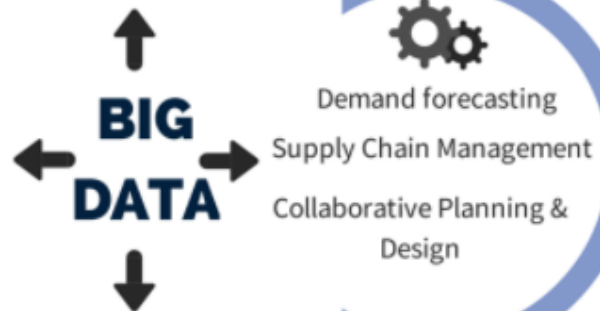 BIG
DATA
Demand forecasting
Supply Chain Management
Collaborative Planning &
Design